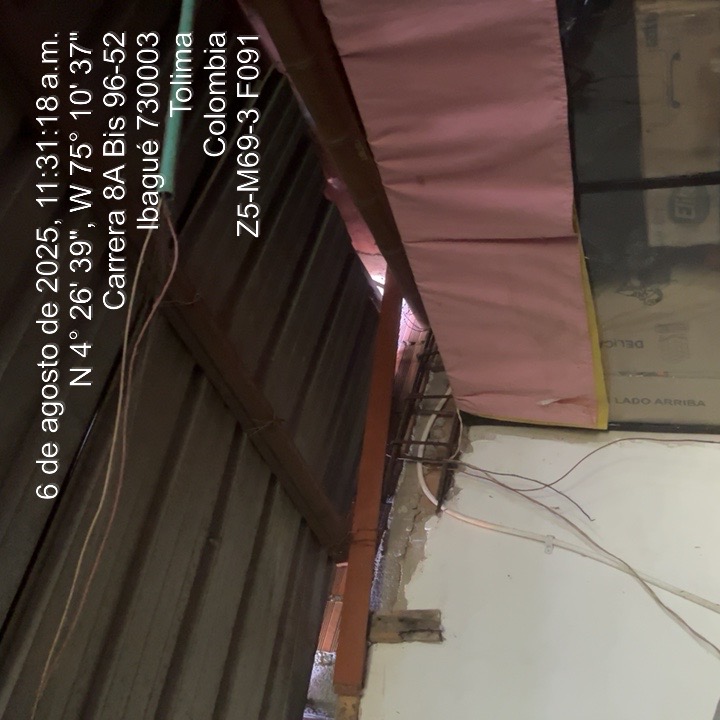 6 de agosto de 2025, 11:31:18 a.m.
N 4° 26' 39", W 75° 10' 37"
Carrera 8A Bis 96-52
Ibagué 730003
Tolima
Colombia
Z5-M69-3 F091
LADO ARRIBA